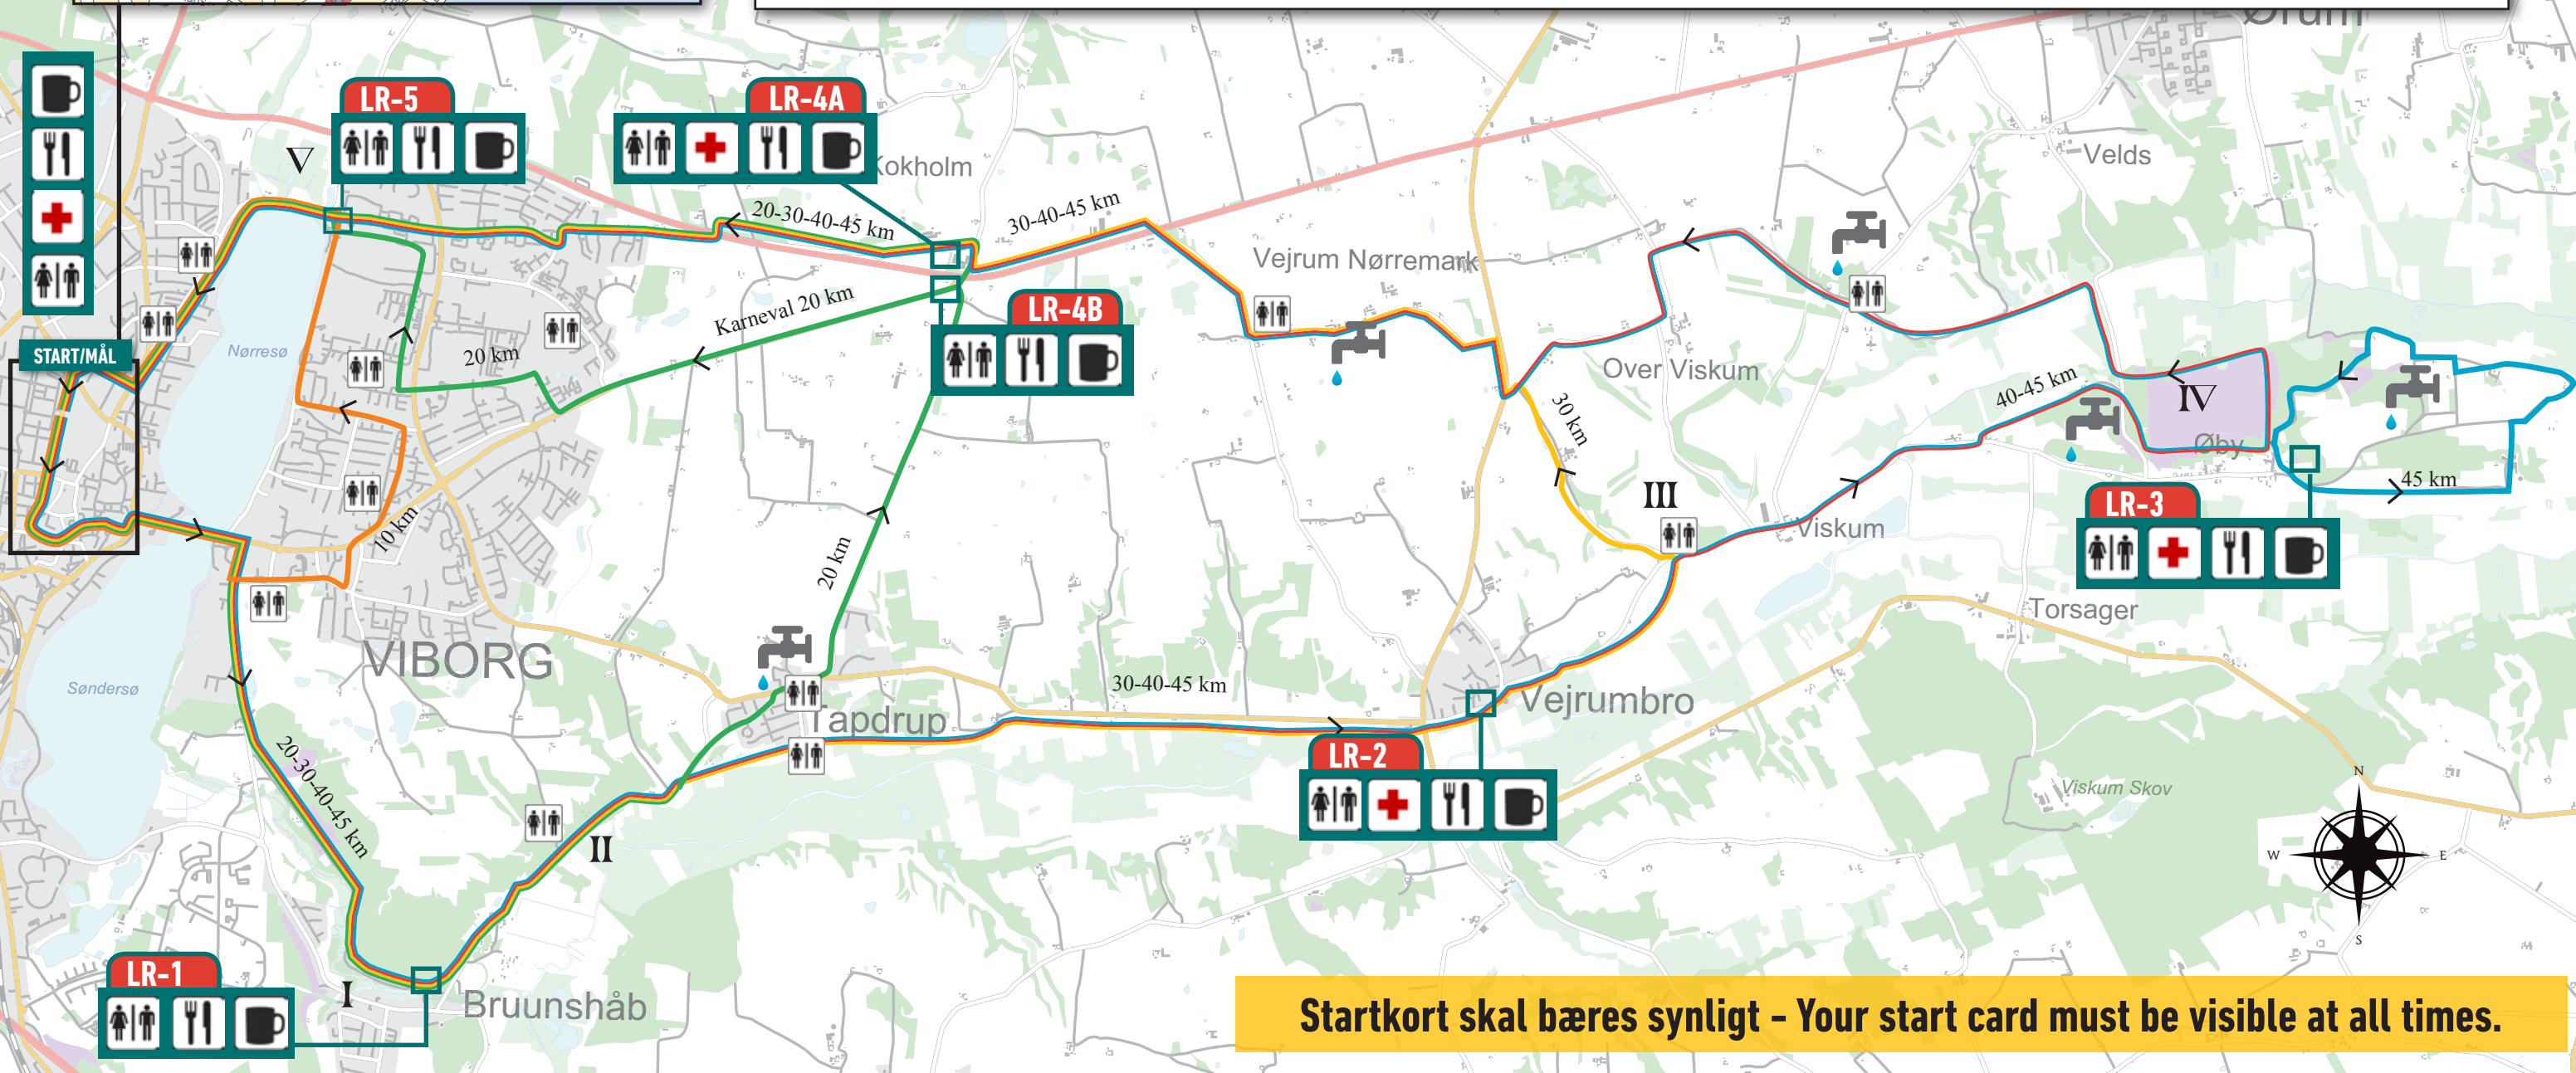 Ørum
LR-5
LR-4A
V
Kokholm
Velds
20-30-40-45 km
30-40-45 km
Vejrum Nørremark
Karneval 20 km
LR-4B
START/MÅL
Nørresø
20 km
Over Viskum
30 km
40-45 km
IV
Øby
45 km
III
LR-3
10 km
Viskum
20 km
Torsager
VIBORG
Søndersø
30-40-45 km
Tapdrup
Vejrumbro
LR-2
20-30-40-45 km
Viskum Skov
N
W
E
S
II
LR-1
I
Bruunshåb
Startkort skal bæres synligt - Your start card must be visible at all times.